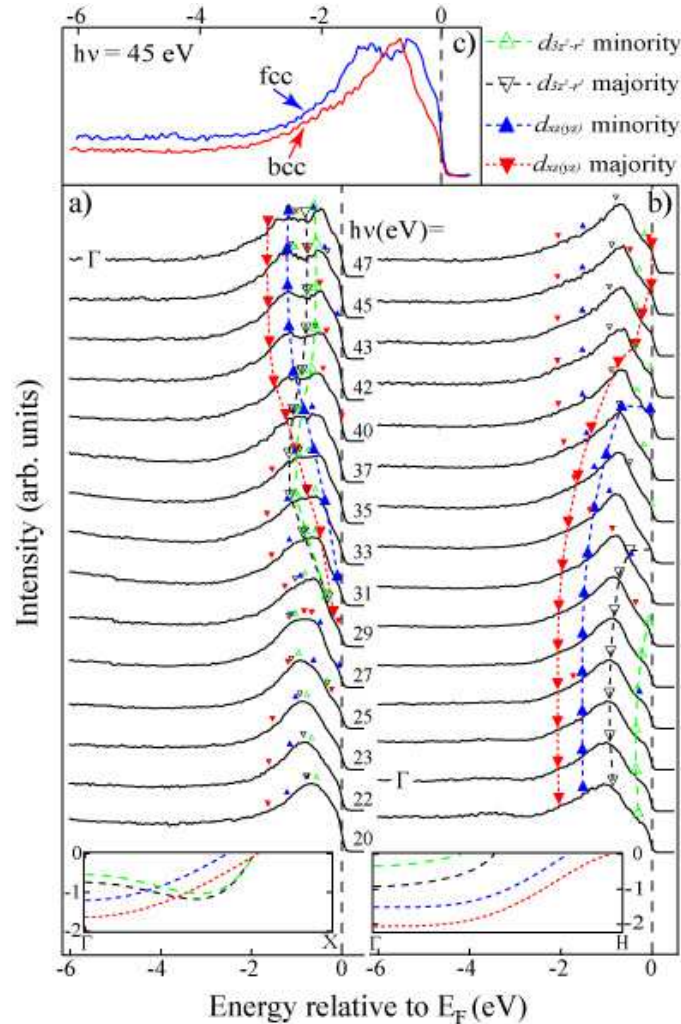 -4
-2
0
hν = 45 eV
c)
fcc
bcc
d3z²-r² minority
d3z²-r² majority
dxz(yz) minority
dxz(yz) majority
a)
b)
hν(eV)=
Γ
47
45
43
42
40
37
35
33
31
29
27
25
23
22
20
Γ
Intensity (arb. units)
0
-1
-2
Γ
X
0
-1
-2
Γ
H
-6 -4 -2 0 -6 -4 -2 0
Energy relative to EF (eV)